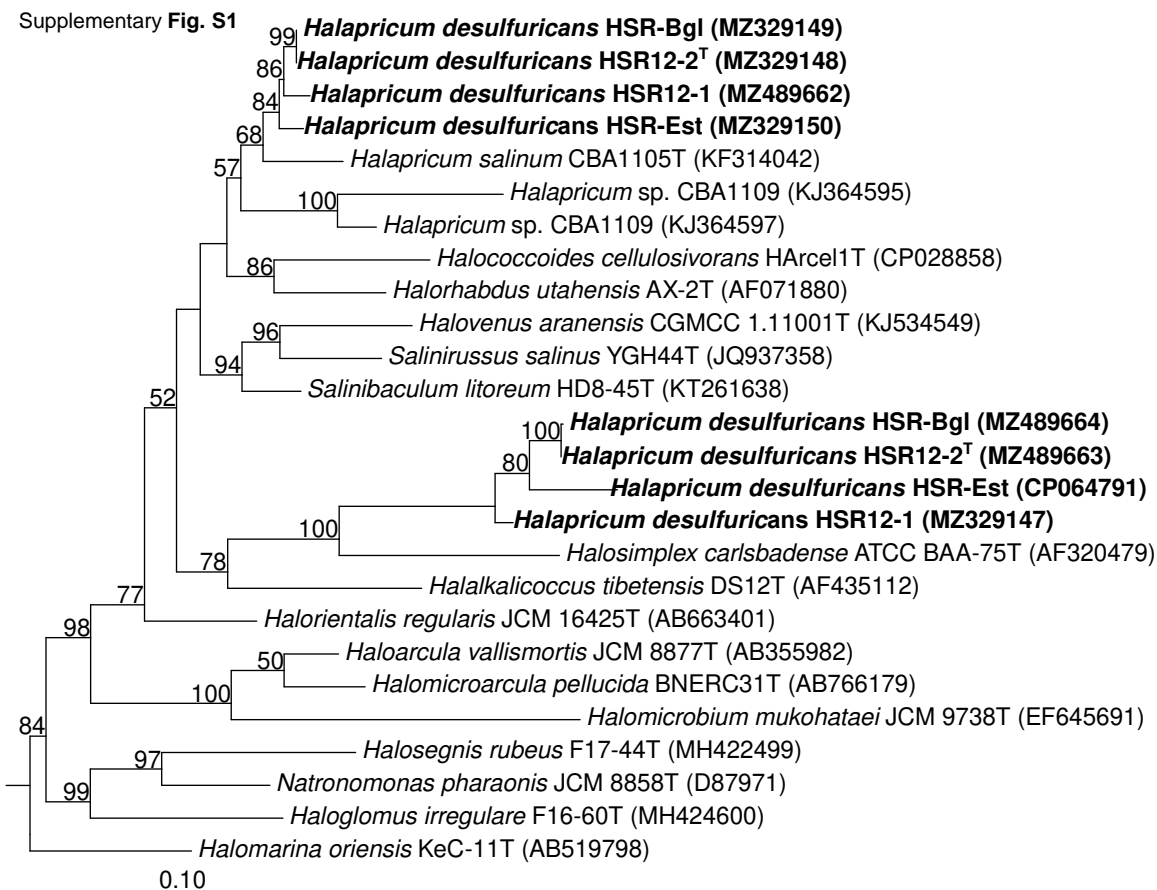 Supplementary Fig. S1
99
Halapricum desulfuricans HSR-Bgl (MZ329149)
Halapricum desulfuricans HSR12-2T (MZ329148)
86
Halapricum desulfuricans HSR12-1 (MZ489662)
84
Halapricum desulfuricans HSR-Est (MZ329150)
68
Halapricum salinum CBA1105T (KF314042)
57
Halapricum sp. CBA1109 (KJ364595)
100
Halapricum sp. CBA1109 (KJ364597)
Halococcoides cellulosivorans HArcel1T (CP028858)
86
Halorhabdus utahensis AX-2T (AF071880)
Halovenus aranensis CGMCC 1.11001T (KJ534549)
96
Salinirussus salinus YGH44T (JQ937358)
94
Salinibaculum litoreum HD8-45T (KT261638)
52
Halapricum desulfuricans HSR-Bgl (MZ489664)
100
Halapricum desulfuricans HSR12-2T (MZ489663)
80
Halapricum desulfuricans HSR-Est (CP064791)
Halapricum desulfuricans HSR12-1 (MZ329147)
100
Halosimplex carlsbadense ATCC BAA-75T (AF320479)
78
Halalkalicoccus tibetensis DS12T (AF435112)
77
Halorientalis regularis JCM 16425T (AB663401)
98
Haloarcula vallismortis JCM 8877T (AB355982)
50
Halomicroarcula pellucida BNERC31T (AB766179)
100
Halomicrobium mukohataei JCM 9738T (EF645691)
84
Halosegnis rubeus F17-44T (MH422499)
97
Natronomonas pharaonis JCM 8858T (D87971)
99
Haloglomus irregulare F16-60T (MH424600)
Halomarina oriensis KeC-11T (AB519798)
0.10